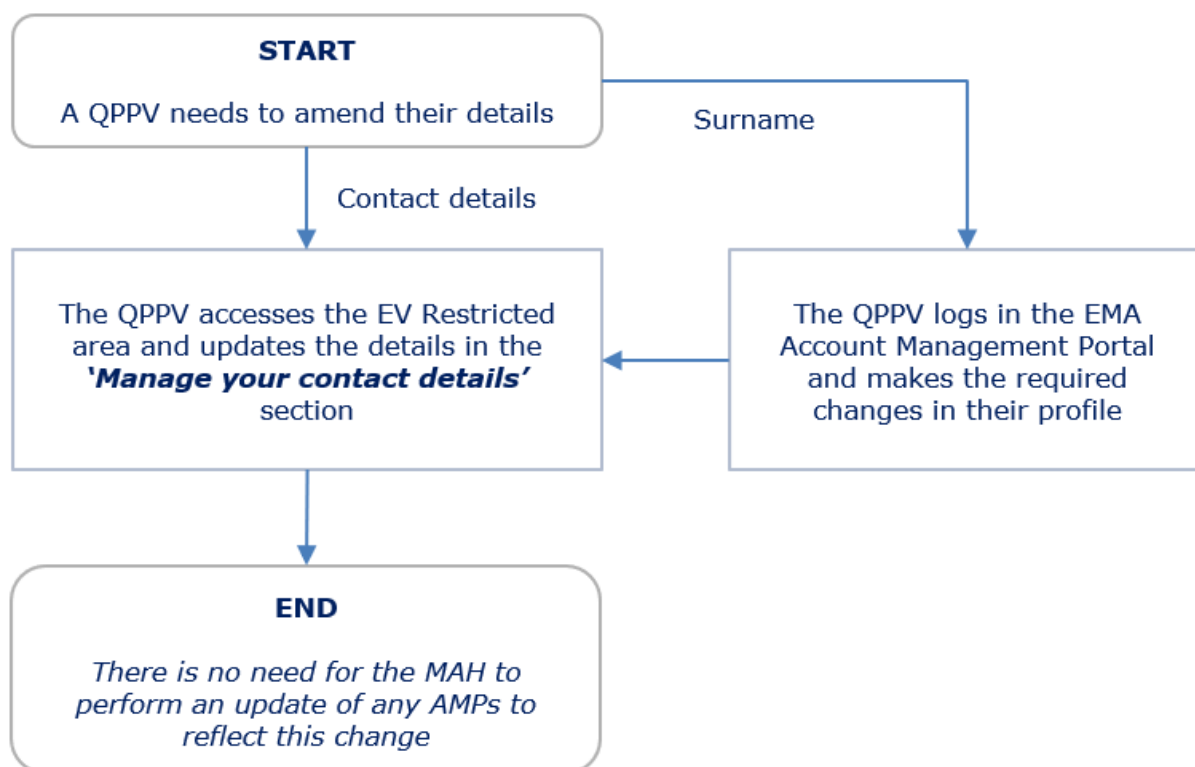 START
A QPPV needs to amend their details
Surname
Contact details
The QPPV accesses the EV Restricted
area and updates the details in the
‘Manage your contact details’
section
The QPPV logs in the EMA
Account Management Portal
and makes the required
changes in their profile
END
There is no need for the MAH to
perform an update of any AMPs to
reflect this change